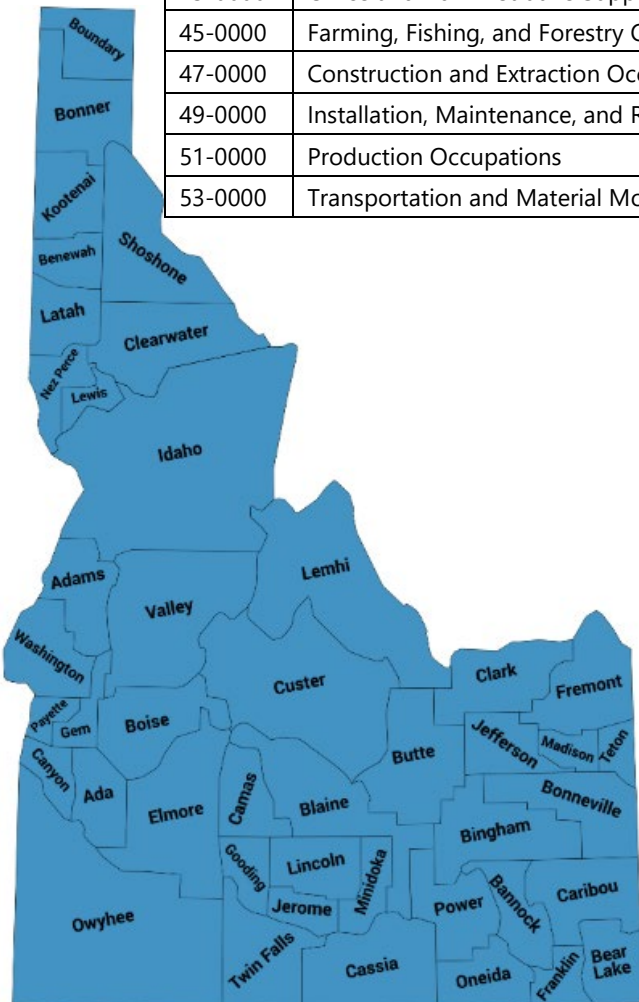 45-0000 Farming, Fishing, and Forestry
47-0000 Construction and Extraction
49-0000 Installation, Maintenance, and
51-0000 Production Occupations
53-0000 Transportation and Material
Boundary
Bonner
Kootenai
Shoshone
Benewah
Latah
Clearwater
Nez Perce
Lewis
Idaho
Adams
Lemhi
Valley
Washington
Custer
Clark
Fremont
Payette
Gem
Boise
Butte
Jefferson
Madison
Teton
Canyon
Ada
Elmore
Camas
Blaine
Bonneville
Bingham
Gooding
Lincoln
Minidoka
Jerome
Power
Bannock
Caribou
Owyhee
Twin Falls
Cassia
Oneida
Franklin
Bear
Lake